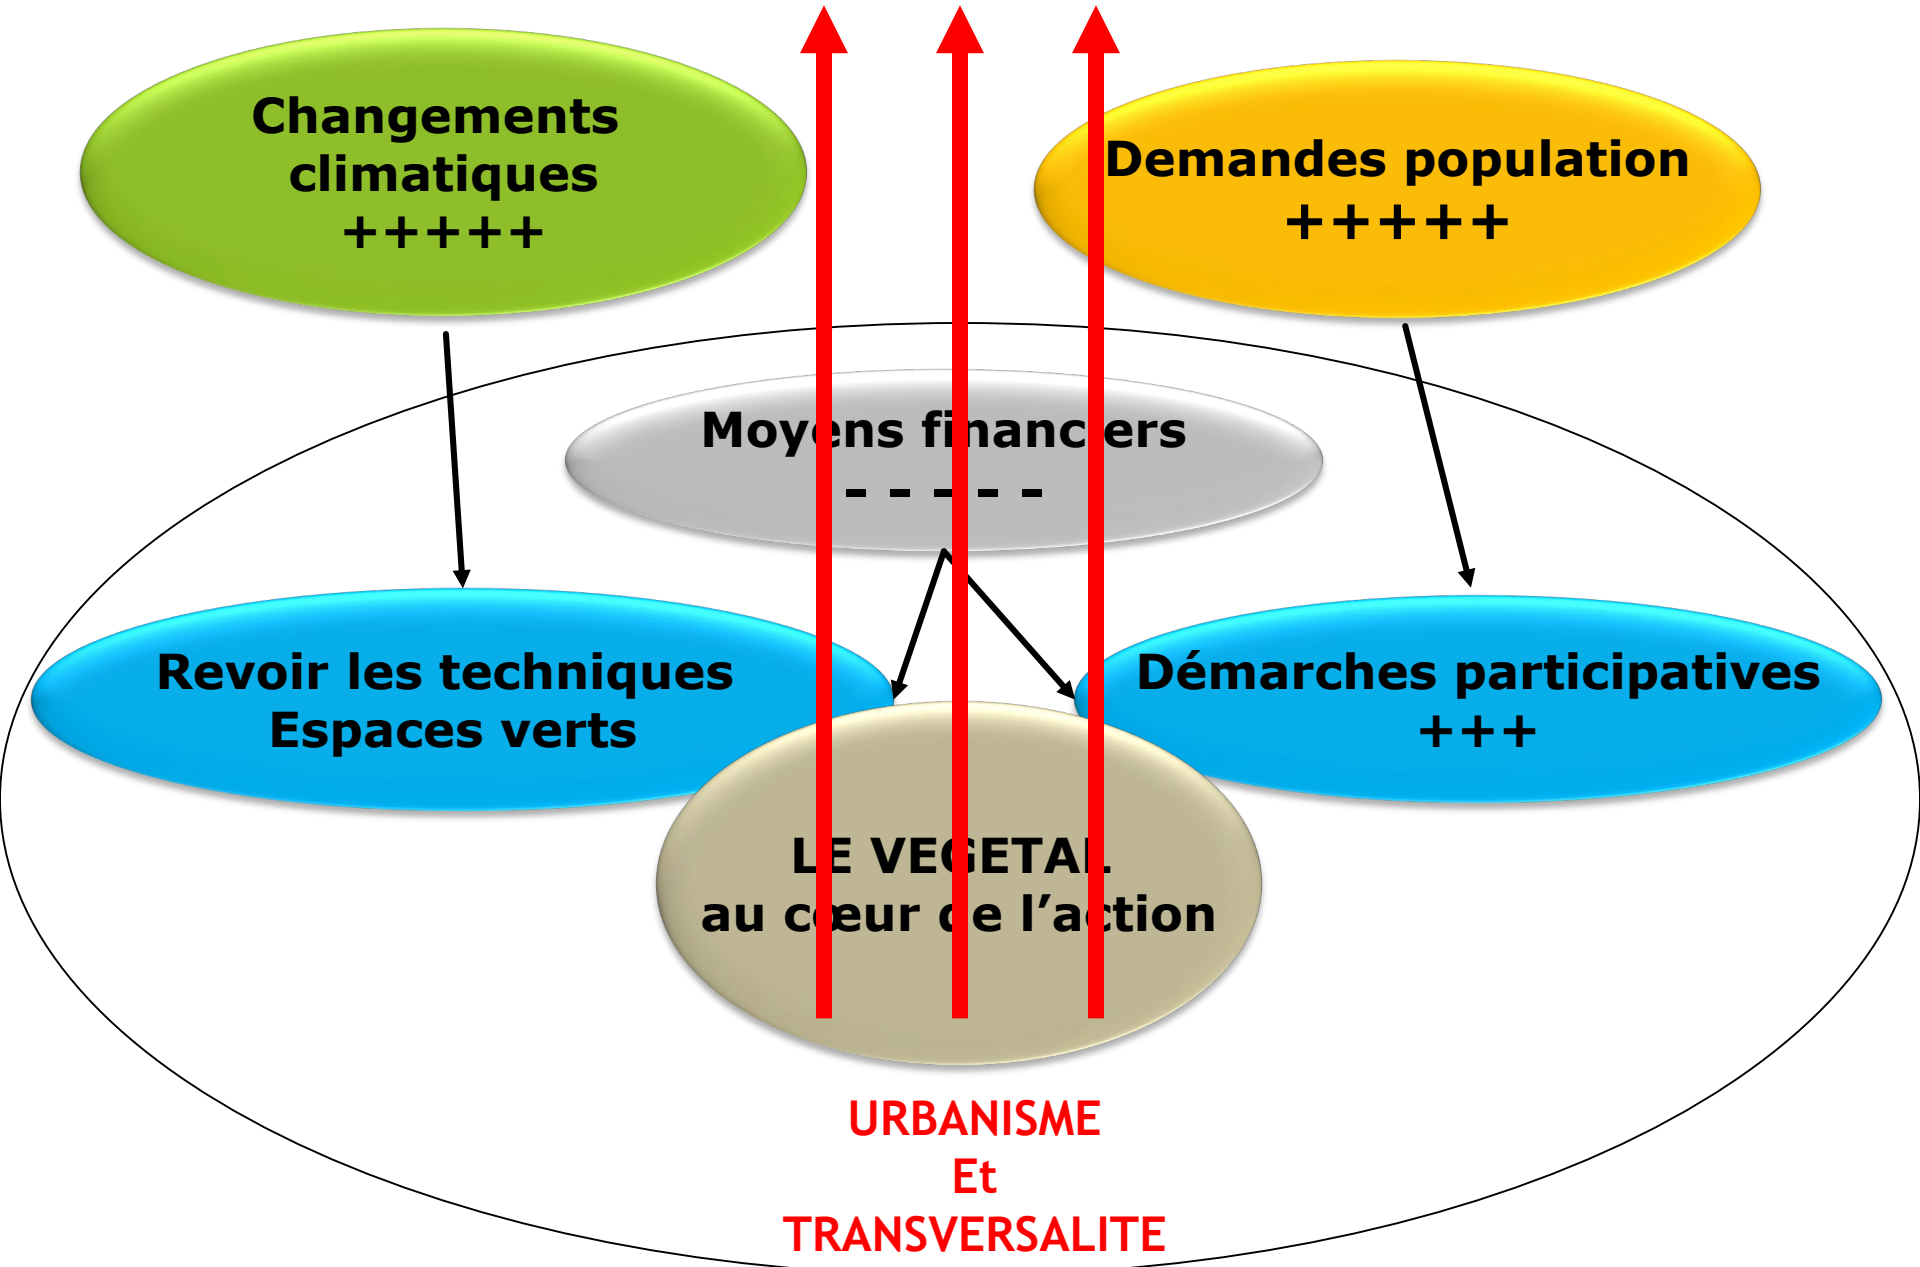 Changements
climatiques
+++++
Demandes population
+++++
Moyens financiers
- - - - -
Revoir les techniques
Espaces verts
Démarches participatives
+++
LE VEGETAL
au cœur de l’action
URBANISME
Et
TRANSVERSALITE